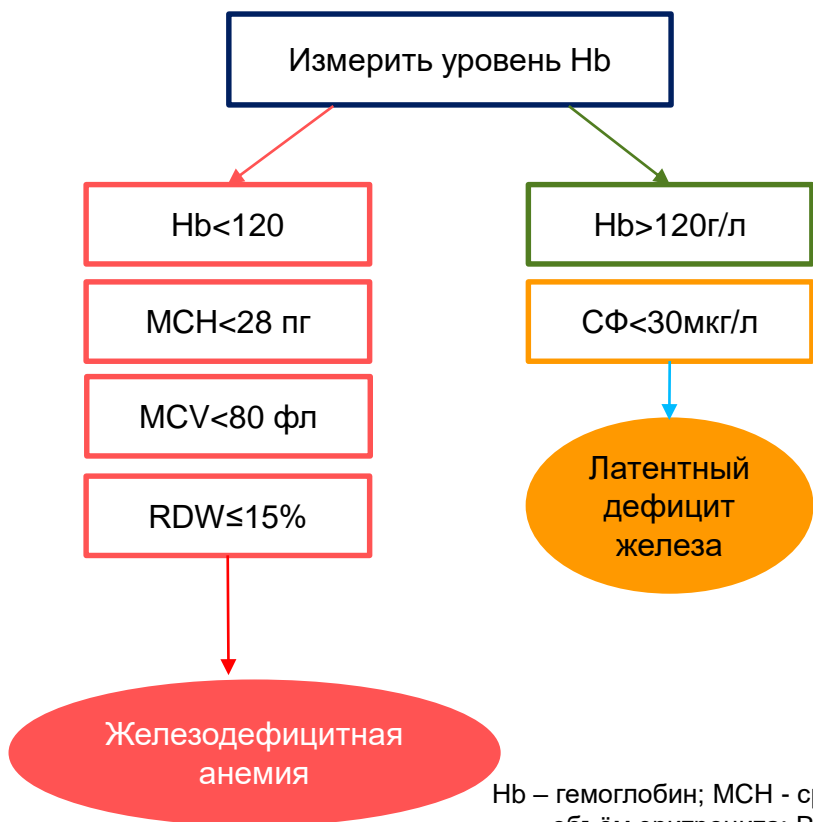 Измерить уровень Hb
Hb<120
MCH<28 пг
MCV<80 фл
RDW≤15%
Железодефицитная
анемия
Hb>120г/л
СФ<30мкг/л
Латентный
дефицит
железа
Hb – гемоглобин; MCH - ср